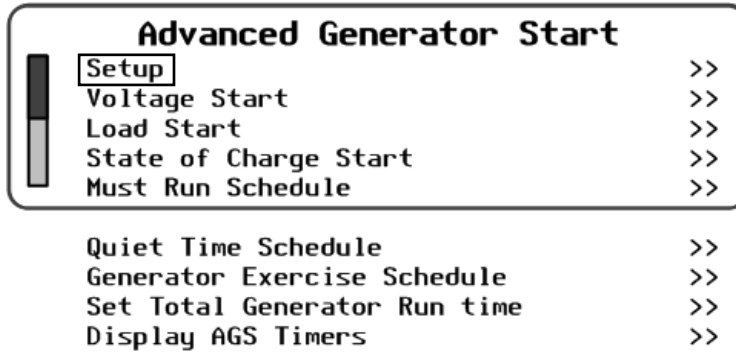 Advanced Generator Start
Setup >>
Voltage Start >>
Load Start >>
State of Charge Start >>
Must Run Schedule >>
Quiet Time Schedule >>
Generator Exercise Schedule >>
Set Total Generator Run time >>
Display AGS Timers >>